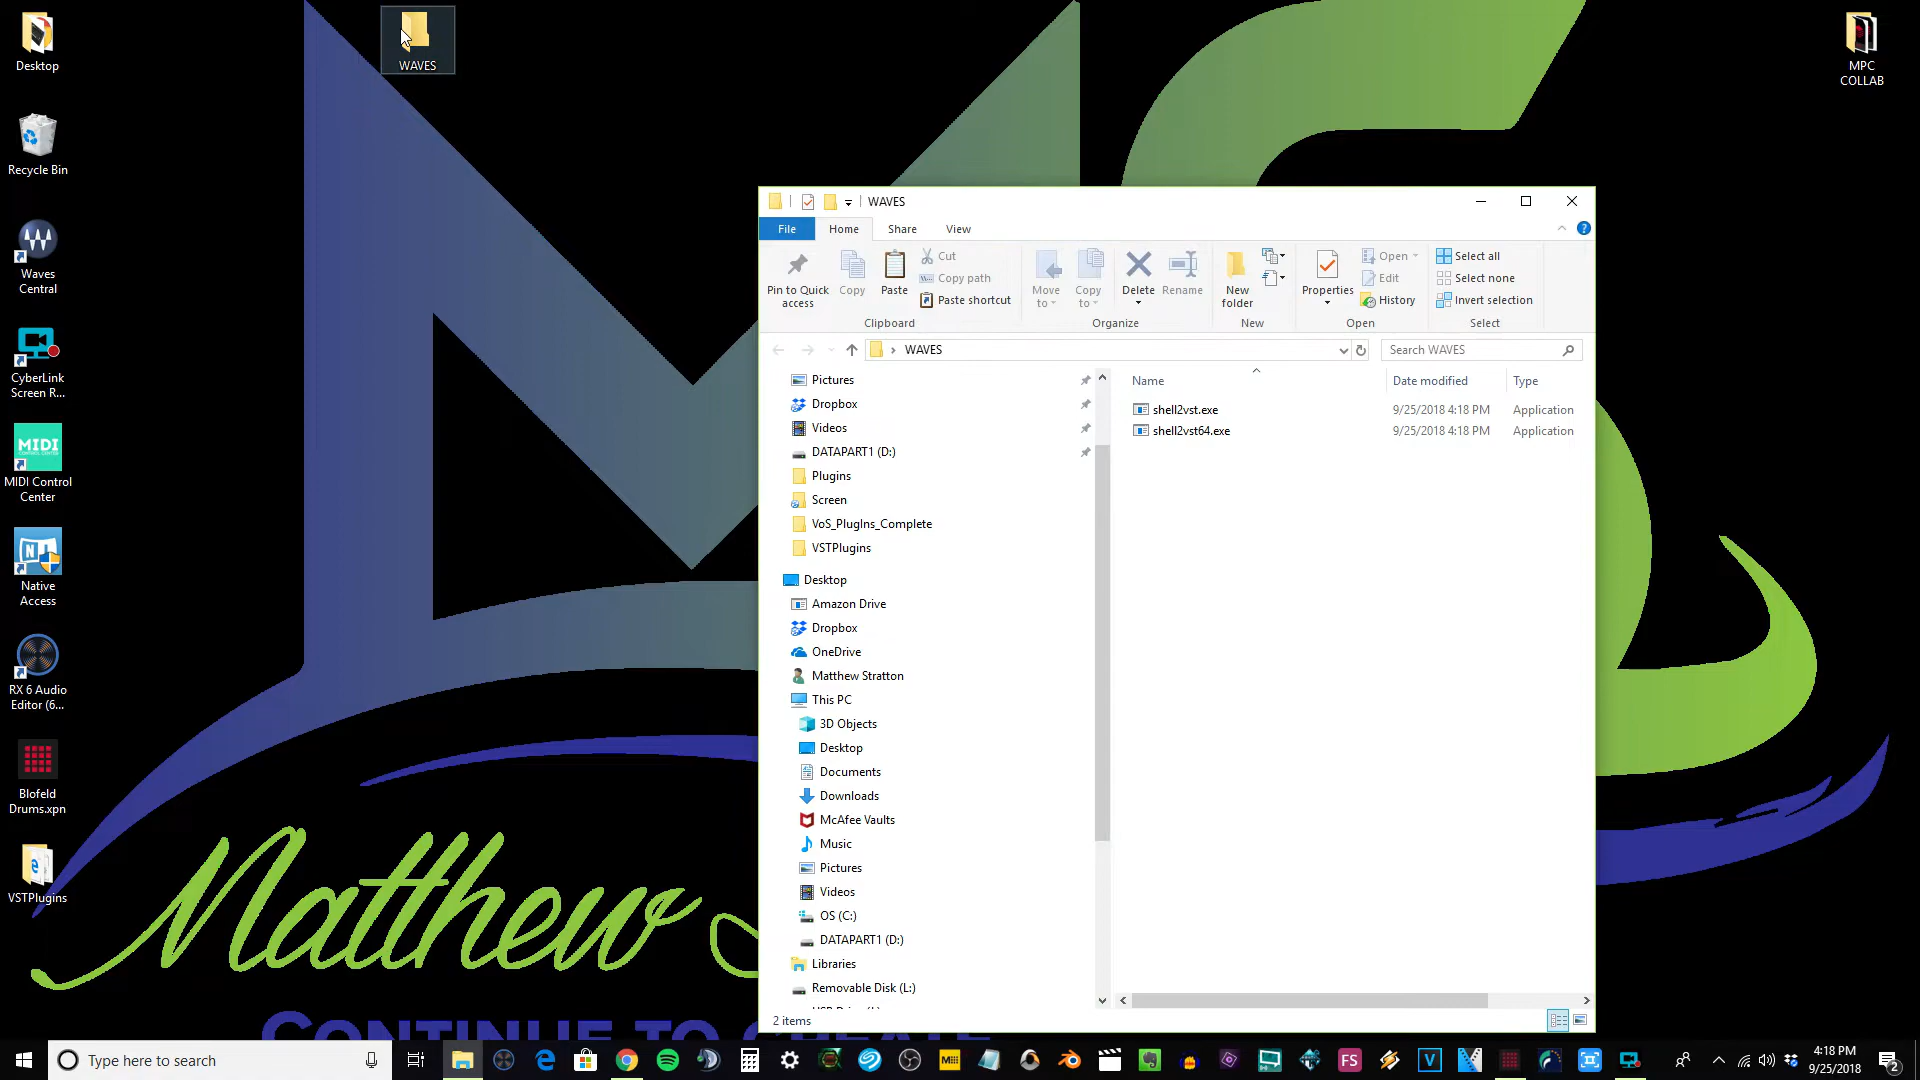 Desktop
Recycle Bin
Waves
Central
CyberLink
Screen R...
MIDI
MIDI Control
Center
Native
Access
RX 6 Audio
Editor (6...
Blofeld
Drums.xpn
VSTPlugins
WAVES
MPC
COLLAB
Matthew
CONTINUE TO CREATE
WAVES
File Home Share View
Pin to Quick
access
Copy
Paste
Cut
Copy path
Paste shortcut
Clipboard
Move
to
Copy
to
Delete
Rename
Organize
New
folder
New
Properties
Open
Edit
History
Open
Select all
Select none
Invert selection
Select
WAVES
Search WAVES
Pictures
Dropbox
Videos
DATAPART1 (D:)
Plugins
Screen
VoS_PlugIns_Complete
VSTPlugins
Desktop
Amazon Drive
Dropbox
OneDrive
Matthew Stratton
This PC
3D Objects
Desktop
Documents
Downloads
McAfee Vaults
Music
Pictures
Videos
OS (C:)
DATAPART1 (D:)
Libraries
Removable Disk (L:)
Name Date modified Type
shell2vst.exe 9/25/2018 4:18 PM Application
shell2vst64.exe 9/25/2018 4:18 PM Application
2 items
Type here to search
FS
V
4:18 PM
9/25/2018
2